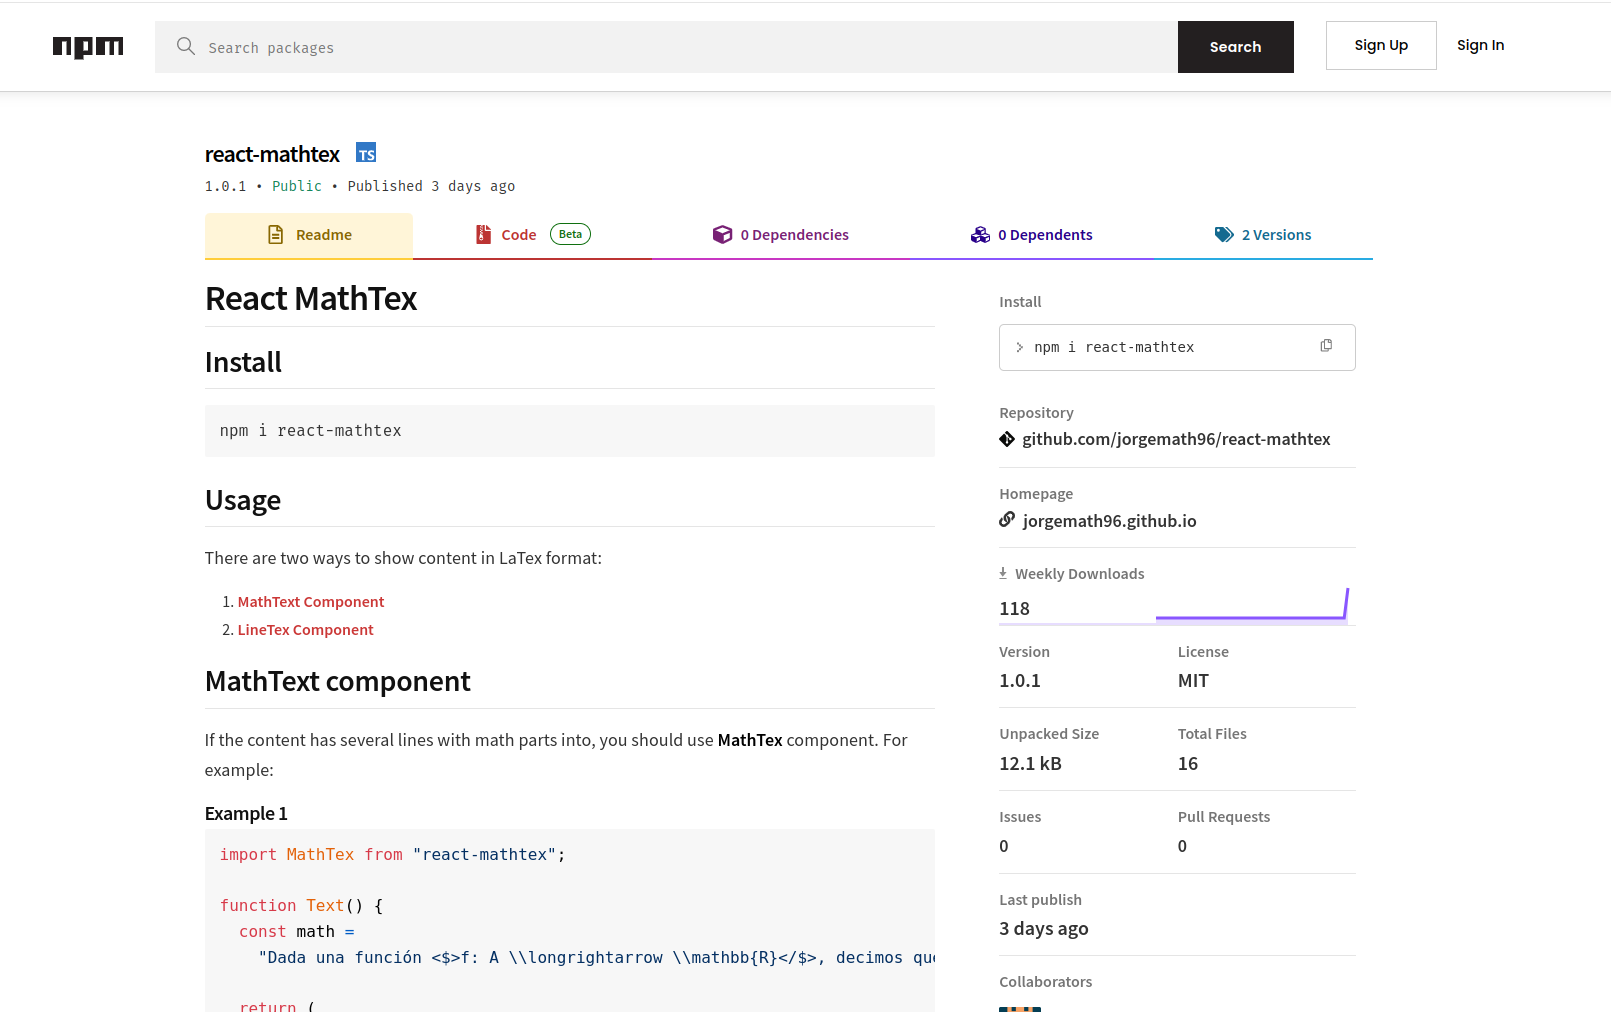 npm
Search packages
Search
Sign Up
Sign In
react-mathtex TS
1.0.1 • Public • Published 3 days ago
Readme
Code Beta
0 Dependencies
0 Dependents
2 Versions
React MathTex
Install
npm i react-mathtex
Usage
There are two ways to show content in LaTex format:
1. MathText Component
2. LineTex Component
MathText component
If the content has several lines with math parts into, you should use MathTex component. For
example:
Example 1
import MathTex from "react-mathtex";
function Text() {
const math =
"Dada una función <$>f: A \\longrightarrow \\mathbb{R}</$>, decimos que
return (
Install
npm i react-mathtex
Repository
github.com/jorgemath96/react-mathtex
Homepage
jorgemath96.github.io
Weekly Downloads
118
Version
License
1.0.1
MIT
Unpacked Size
Total Files
12.1 kB
16
Issues
Pull Requests
0
0
Last publish
3 days ago
Collaborators